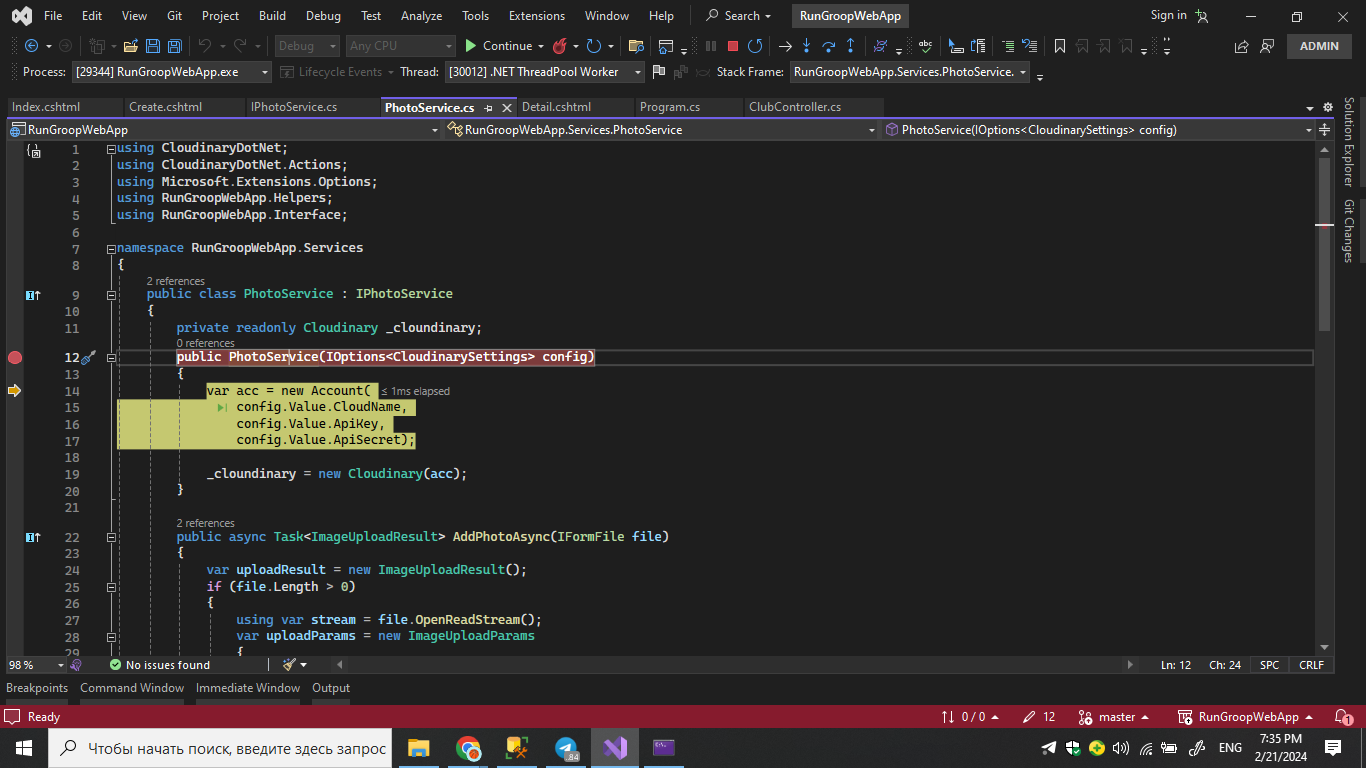 File Edit View Git Project Build Debug Test Analyze Tools Extensions Window Help Search RunGroopWebApp Sign in
Debug Any CPU Continue ADMIN
Process: [29344] RunGroopWebApp.exe Lifecycle Events Thread: [30012] .NET ThreadPool Worker Stack Frame: RunGroopWebApp.Services.PhotoService.
Index.cshtml Create.cshtml IPhotoService.cs PhotoService.cs Detail.cshtml Program.cs ClubController.cs
RunGroopWebApp RunGroopWebApp.Services.PhotoService PhotoService(IOptions<CloudinarySettings> config)
1 using CloudinaryDotNet;
2 using CloudinaryDotNet.Actions;
3 using Microsoft.Extensions.Options;
4 using RunGroopWebApp.Helpers;
5 using RunGroopWebApp.Interface;
6
7 namespace RunGroopWebApp.Services
8 {
2 references
9 public class PhotoService : IPhotoService
10 {
11 private readonly Cloudinary _cloundinary;
0 references
12 public PhotoService(IOptions<CloudinarySettings> config)
13 {
14 var acc = new Account( ≤ 1ms elapsed
15 config.Value.CloudName,
16 config.Value.ApiKey,
17 config.Value.ApiSecret);
18
19 _cloundinary = new Cloudinary(acc);
20 }
21
2 references
22 public async Task<ImageUploadResult> AddPhotoAsync(IFormFile file)
23 {
24 var uploadResult = new ImageUploadResult();
25 if (file.Length > 0)
26 {
27 using var stream = file.OpenReadStream();
28 var uploadParams = new ImageUploadParams
29 {
Solution Explorer
Git Changes
98 % No issues found Ln: 12 Ch: 24 SPC CRLF
Breakpoints Command Window Immediate Window Output
Ready 0 / 0 12 master RunGroopWebApp 1
Чтобы начать поиск, введите здесь запрос 84 ENG 7:35 PM
2/21/2024